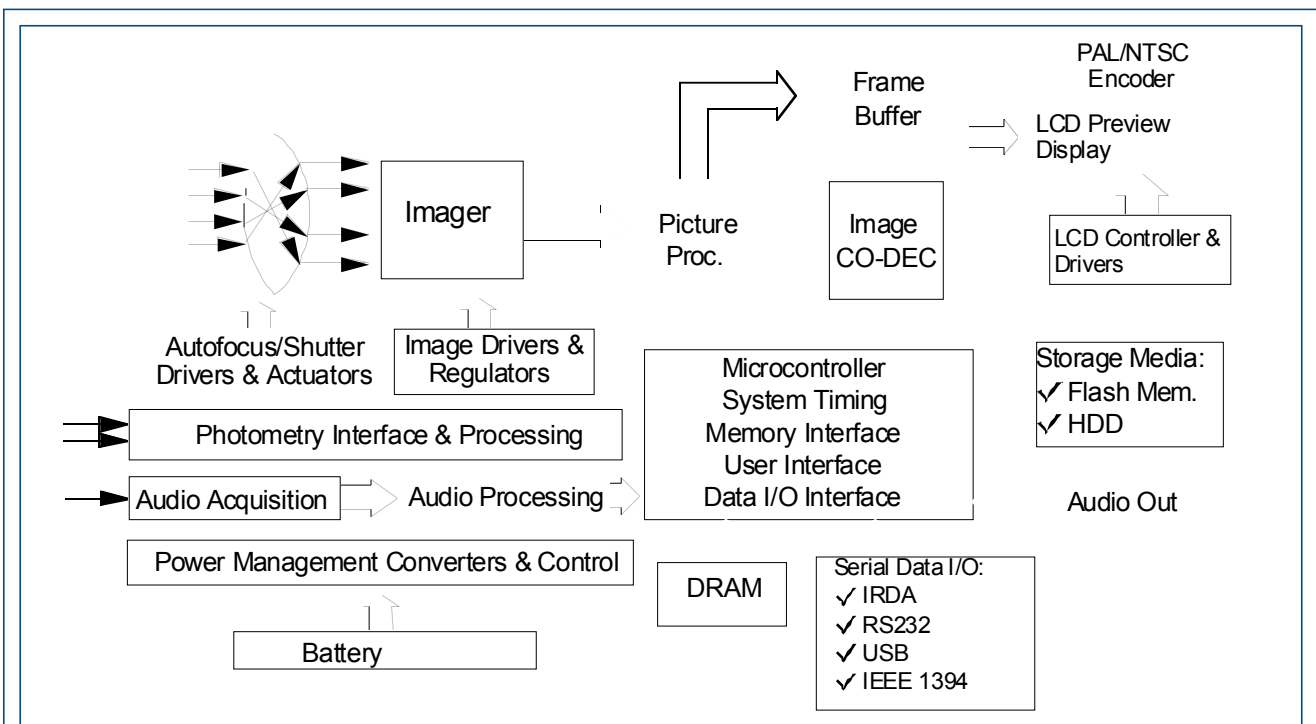 PAL/NTSC
Encoder
Frame
Buffer
LCD Preview
Display
Imager
Picture
Proc.
Image
CO-DEC
LCD Controller &
Drivers
Autofocus/Shutter
Drivers & Actuators
Image Drivers &
Regulators
Microcontroller
System Timing
Memory Interface
User Interface
Data I/O Interface
Storage Media:
✓ Flash Mem.
✓ HDD
Photometry Interface & Processing
Audio Acquisition
Audio Processing
Audio Out
Power Management Converters & Control
DRAM
Serial Data I/O:
✓ IRDA
✓ RS232
✓ USB
✓ IEEE 1394
Battery